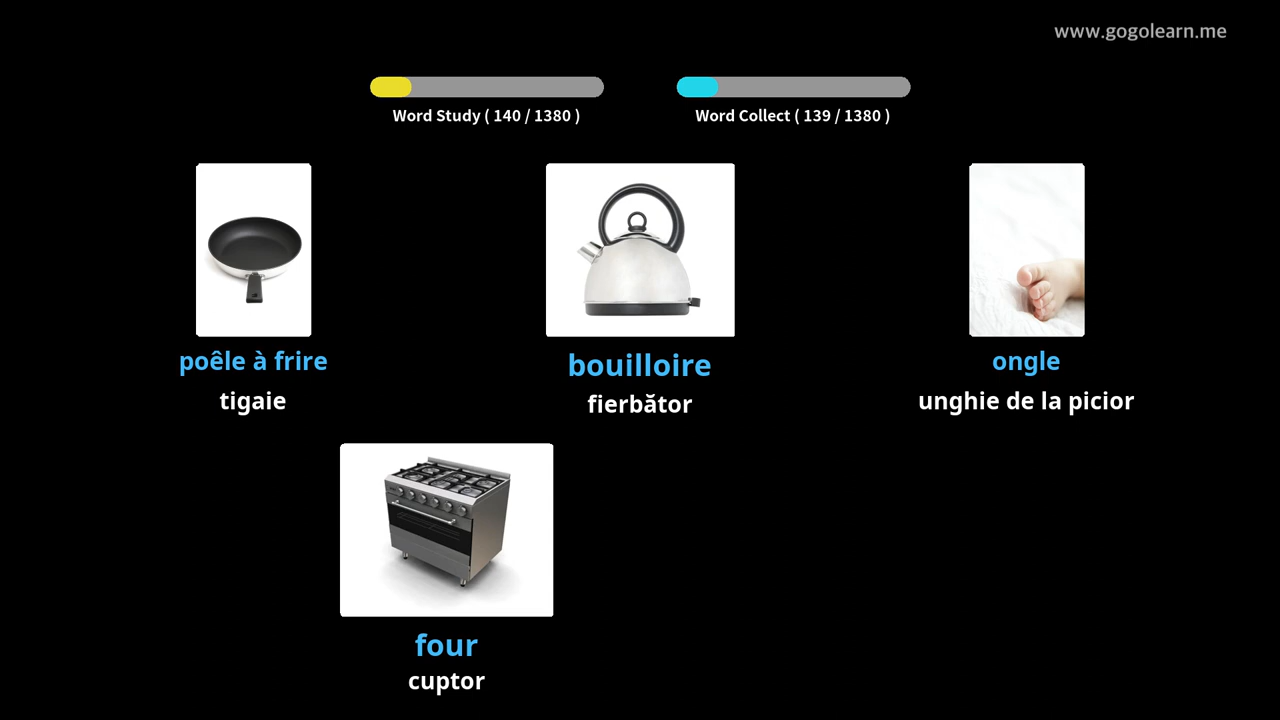 www.gogolearn.me
Word Study ( 140 / 1380 )
Word Collect ( 139 / 1380 )
poêle à frire
tigaie
bouilloire
fierbător
ongle
unghie de la picior
four
cuptor